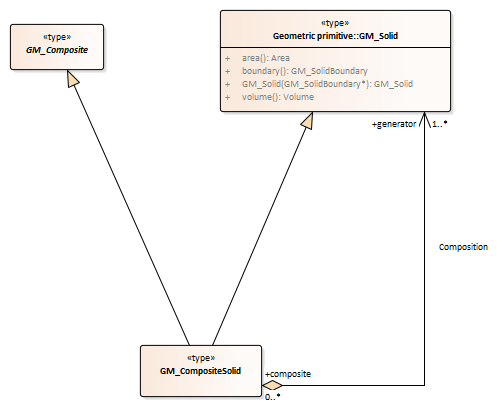 «type»
GM_Composite
«type»
Geometric primitive::GM_Solid
+ area(): Area
+ boundary(): GM_SolidBoundary
+ GM_Solid(GM_SolidBoundary*): GM_Solid
+ volume(): Volume
+generator 1..*
Composition
«type»
GM_CompositeSolid
+composite
0..*